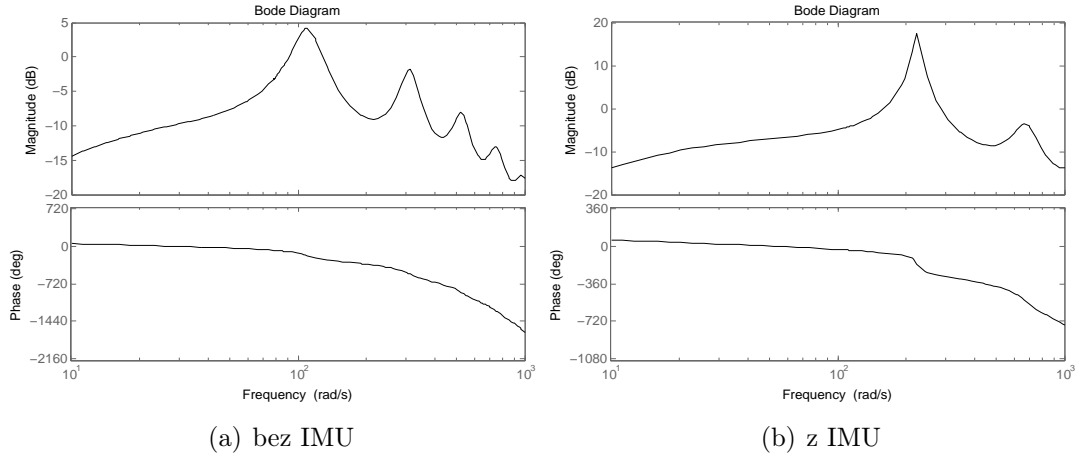 Bode Diagram
5
0
−5
−10
−15
−20
Magnitude (dB)
720
0
−720
−1440
−2160
Phase (deg)
10^1
10^2
10^3
Frequency (rad/s)
(a) bez IMU
Bode Diagram
20
10
0
−10
−20
Magnitude (dB)
360
0
−360
−720
−1080
Phase (deg)
10^1
10^2
10^3
Frequency (rad/s)
(b) z IMU